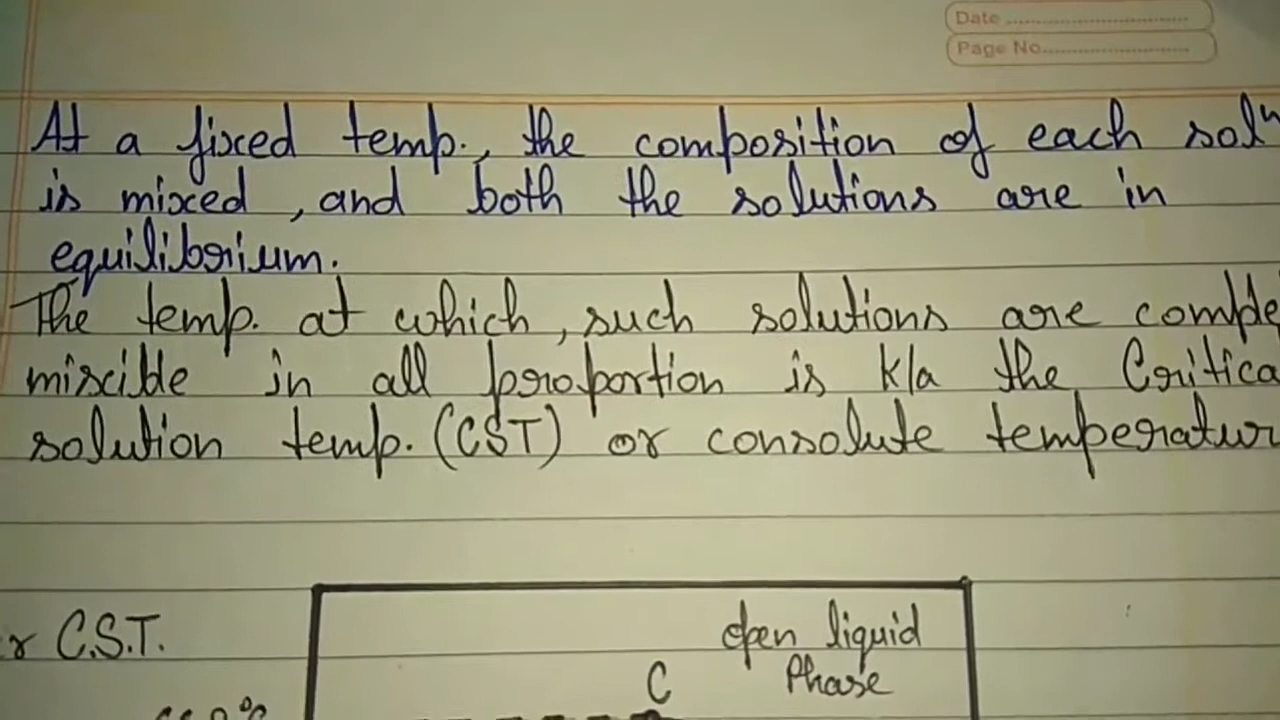 Date
Page No.
At a fixed temp., the composition of each solⁿ
is mixed, and both the solutions are in
equilibrium.
The temp. at which, such solutions are comple
miscible in all proportion is k/a the Critica
solution temp. (CST) or consolute temperatur
r C.S.T.
open liquid
Phase
C